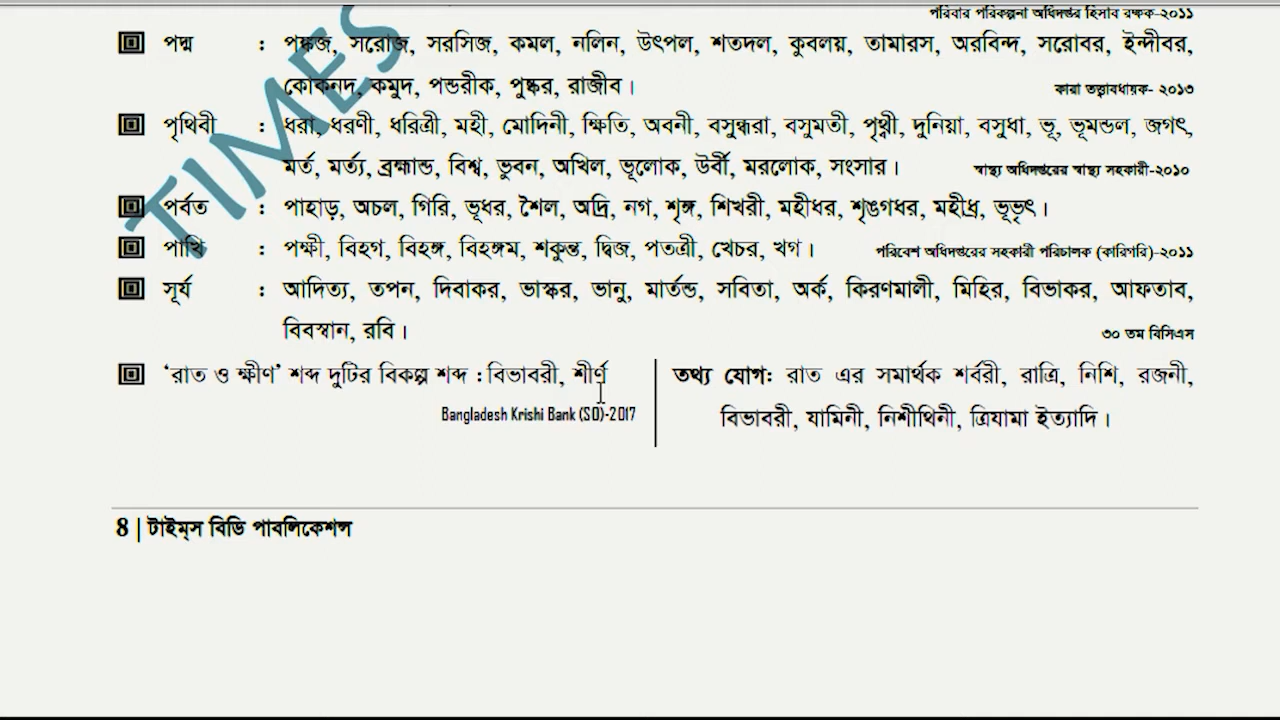 পরিবার পরিকল্পনা অধিদপ্তর হিসাব রক্ষক-২০১১
পদ্ম : পঙ্কজ, সরোজ, সরসিজ, কমল, নলিন, উৎপল, শতদল, কুবলয়, তামারস, অরবিন্দ, সরোবর, ইন্দীবর,
কোকনদ, কমুদ, পন্ডরীক, পুষ্কর, রাজীব।
কারা তত্ত্বাবধায়ক- ২০১৩
পৃথিবী : ধরা, ধরণী, ধরিত্রী, মহী, মোদিনী, ক্ষিতি, অবনী, বসুন্ধরা, বসুমতী, পৃথ্বী, দুনিয়া, বসুধা, ভূ, ভূমন্ডল, জগৎ,
মর্ত, মর্ত্য, ব্রহ্মান্ড, বিশ্ব, ভুবন, অখিল, ভূলোক, উর্বী, মরলোক, সংসার।
স্বাস্থ্য অধিদপ্তরের স্বাস্থ্য সহকারী-২০১০
পর্বত : পাহাড়, অচল, গিরি, ভূধর, শৈল, অদ্রি, নগ, শৃঙ্গ, শিখরী, মহীধর, শৃঙগধর, মহীধ্র, ভূভৃৎ।
পাখি : পক্ষী, বিহগ, বিহঙ্গ, বিহঙ্গম, শকুন্ত, দ্বিজ, পতত্রী, খেচর, খগ।
পরিবেশ অধিদপ্তরের সহকারী পরিচালক (কারিগরি)-২০১১
সূর্য : আদিত্য, তপন, দিবাকর, ভাস্কর, ভানু, মার্তন্ড, সবিতা, অর্ক, কিরণমালী, মিহির, বিভাকর, আফতাব,
বিবস্বান, রবি।
৩০ তম বিসিএস
‘রাত ও ক্ষীণ’ শব্দ দুটির বিকল্প শব্দ : বিভাবরী, শীর্ণ
Bangladesh Krishi Bank (SO)-2017
তথ্য যোগ: রাত এর সমার্থক শর্বরী, রাত্রি, নিশি, রজনী,
বিভাবরী, যামিনী, নিশীথিনী, ত্রিযামা ইত্যাদি।
8 | টাইম্‌স বিডি পাবলিকেশন্স
TIMES